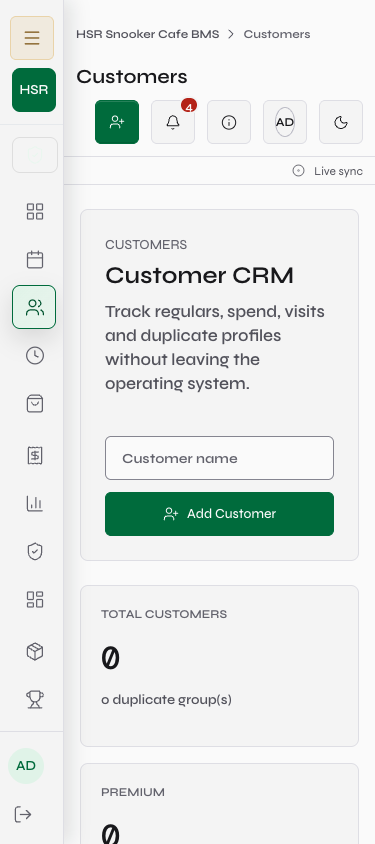 HSR Snooker Cafe BMS > Customers
HSR
Customers
4
AD
Live sync
CUSTOMERS
Customer CRM
Track regulars, spend, visits
and duplicate profiles
without leaving the
operating system.
Customer name
Add Customer
TOTAL CUSTOMERS
0
0 duplicate group(s)
PREMIUM
0
AD